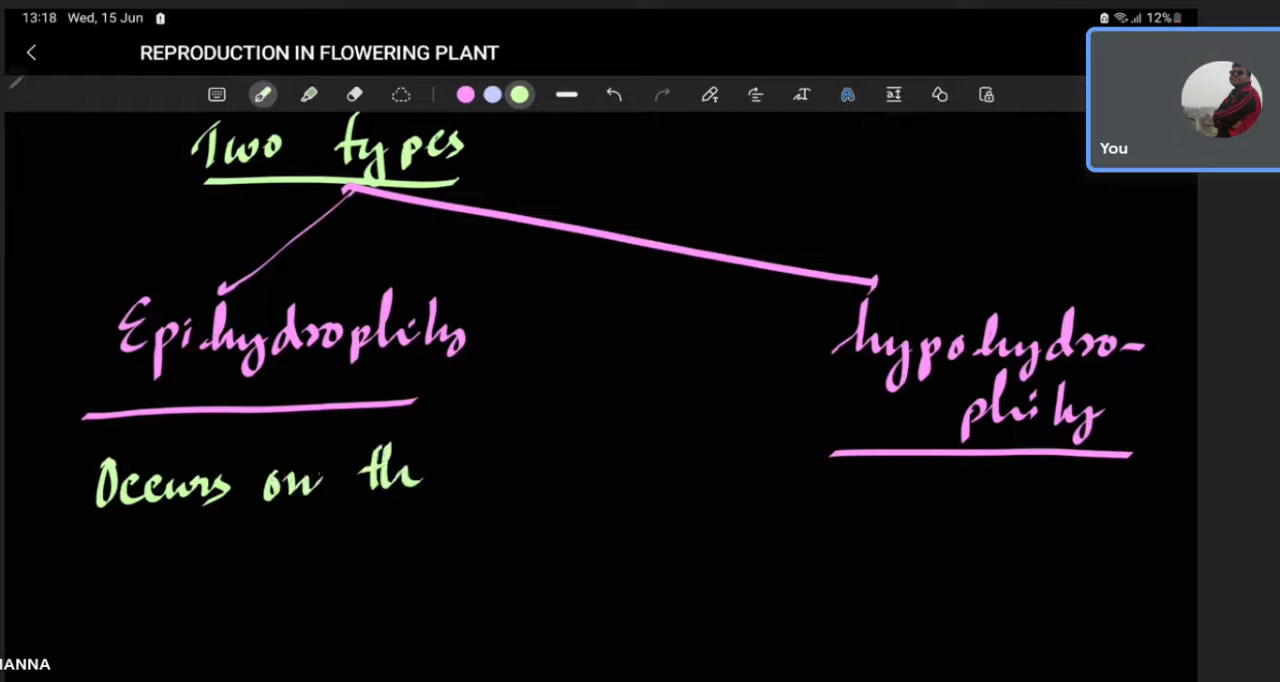 13:18 Wed, 15 Jun 12%
REPRODUCTION IN FLOWERING PLANT
You
Two types
Epihydrophily
hypohydro-
phily
Occurs on th
IANNA